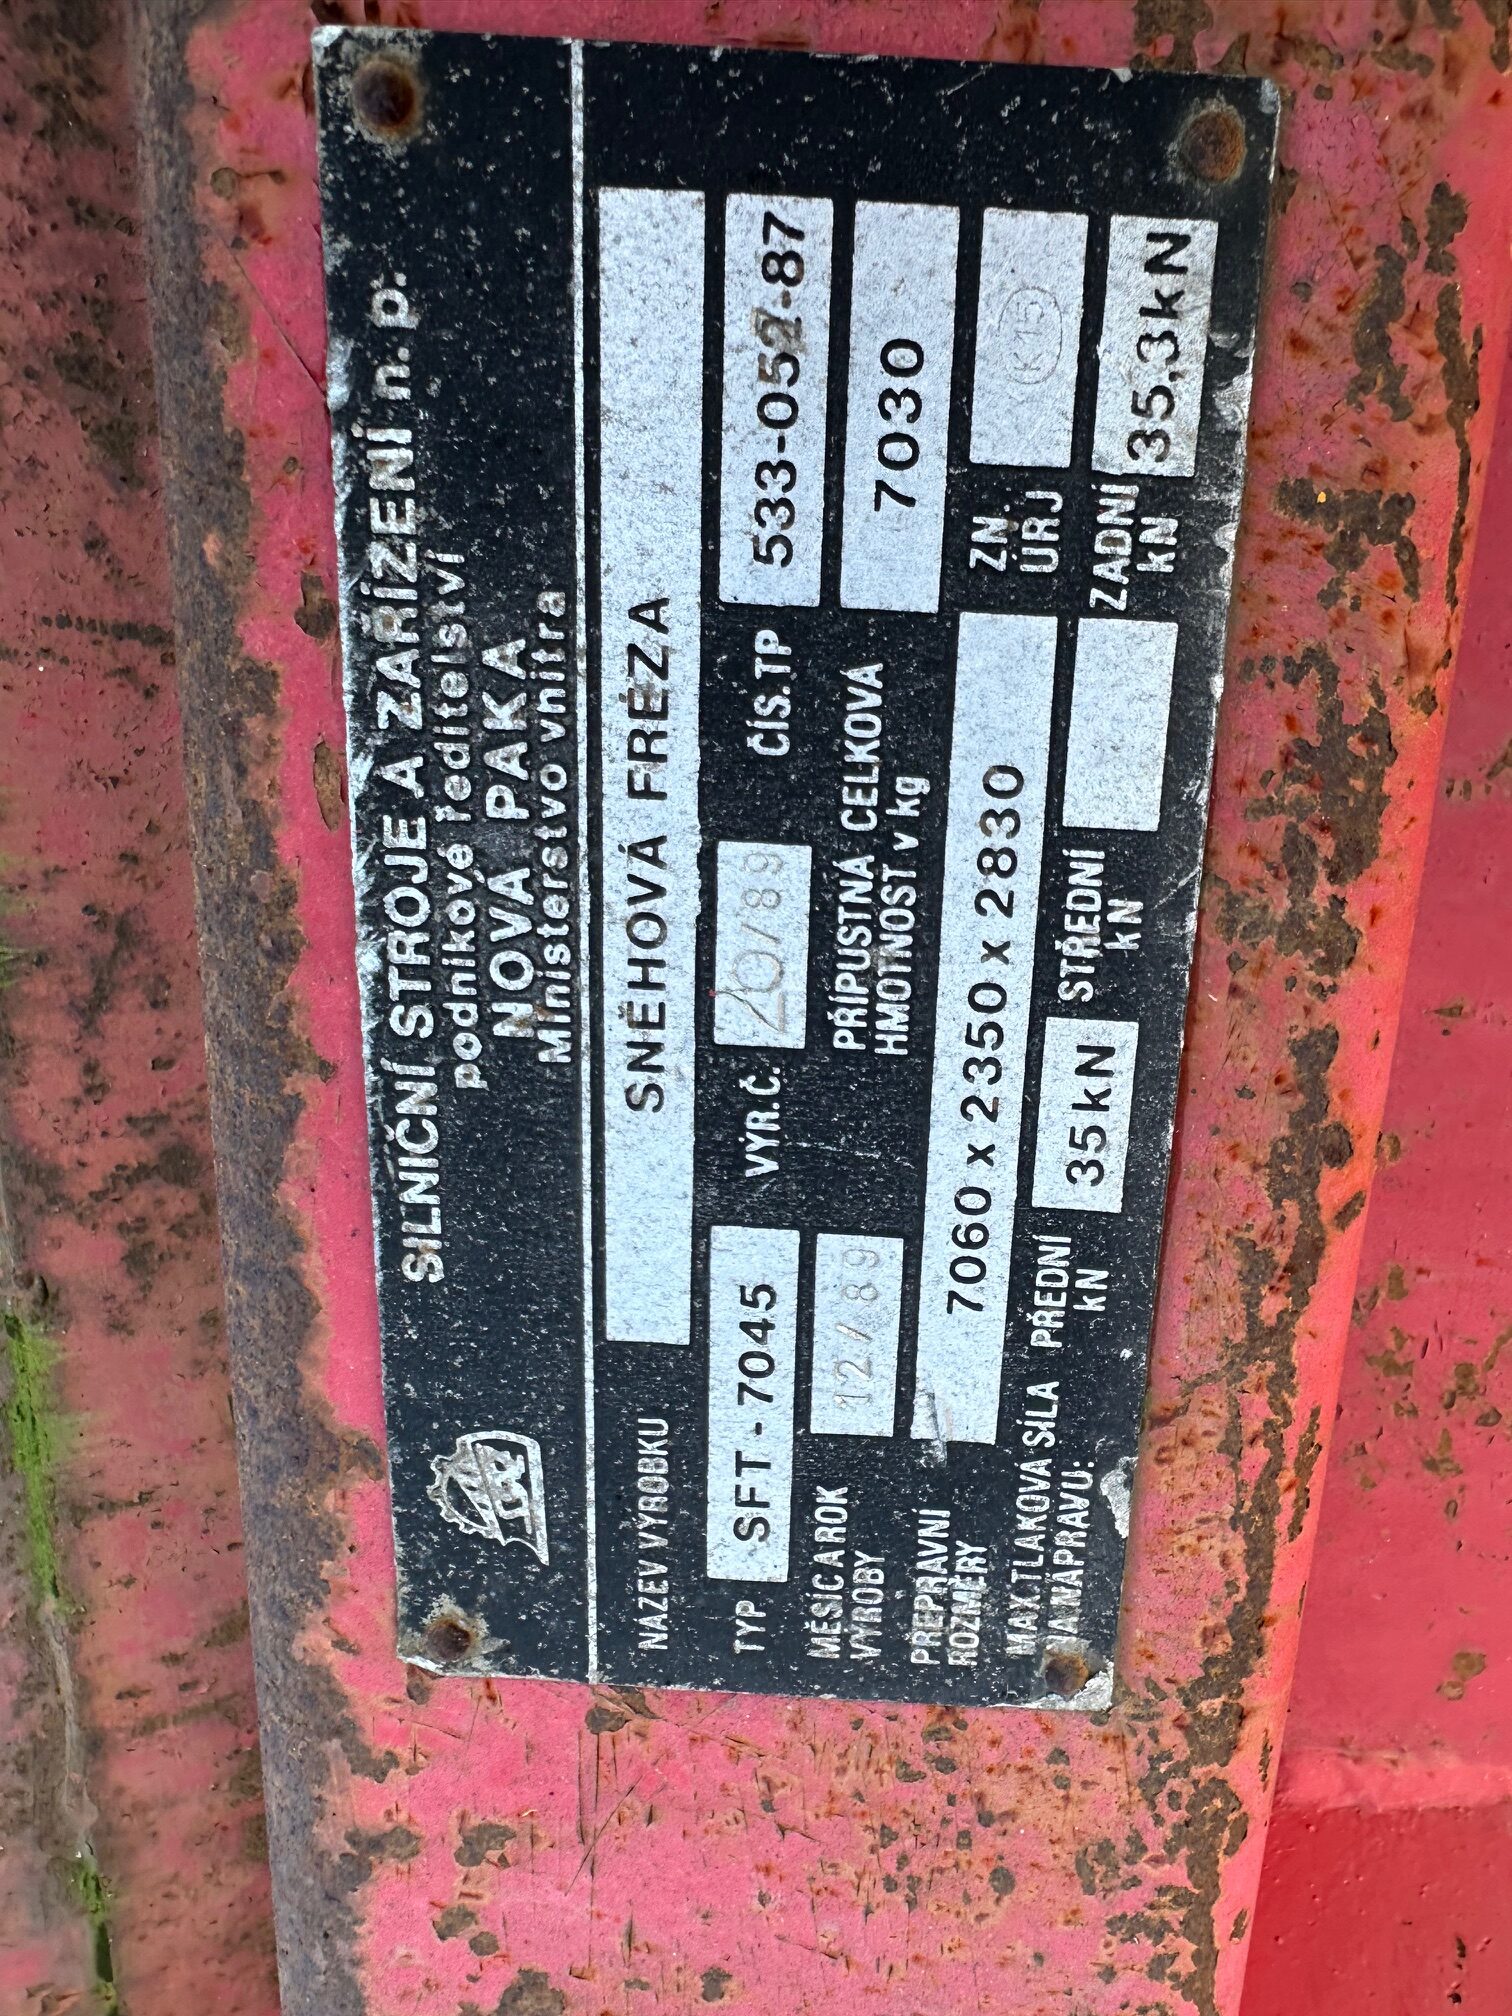 SILNIČNÍ STROJE A ZAŘÍZENÍ n. p.
podnikové ředitelství
NOVA PAKA
Ministerstvo vnitra
NÁZEV VÝROBKU SNĚHOVÁ FRÉZA
TYP SFT-7045 VÝR. Č. 20/89 ČÍS. TP 533-052-87
MĚSÍC A ROK VÝROBY 12/89 PŘÍPUSTNÁ CELKOVÁ HMOTNOST v kg 7030
PŘEPRAVNÍ ROZMĚRY 7060 x 2350 x 2830 ZN. ÚŘJ K15
MAX. TLAKOVÁ SÍLA NA NÁPRAVU: PŘEDNÍ kN 35 kN STŘEDNÍ kN ZADNÍ kN 35,3 kN